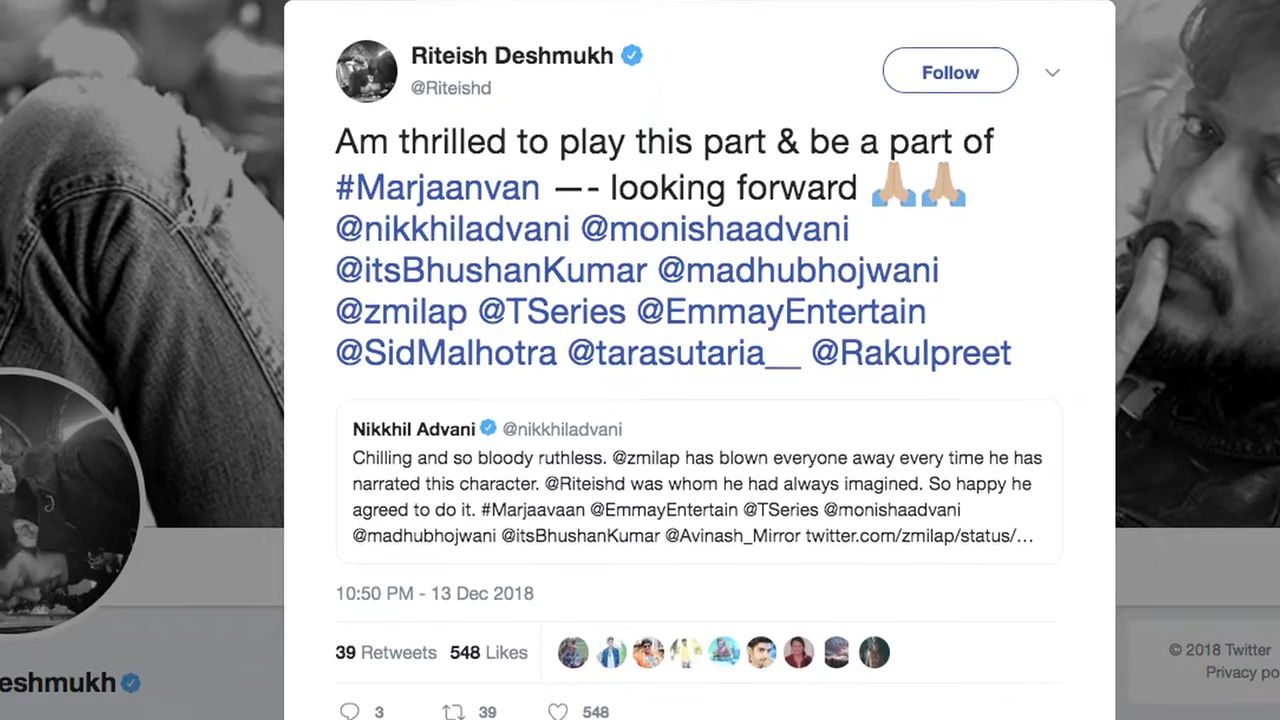 Riteish Deshmukh
@Riteishd
Follow
Am thrilled to play this part & be a part of
#Marjaanvan —- looking forward 🙏🏼🙏🏼
@nikkhiladvani @monishaadvani
@itsBhushanKumar @madhubhojwani
@zmilap @TSeries @EmmayEntertain
@SidMalhotra @tarasutaria__ @Rakulpreet
Nikkhil Advani @nikkhiladvani
Chilling and so bloody ruthless. @zmilap has blown everyone away every time he has
narrated this character. @Riteishd was whom he had always imagined. So happy he
agreed to do it. #Marjaavaan @EmmayEntertain @TSeries @monishaadvani
@madhubhojwani @itsBhushanKumar @Avinash_Mirror twitter.com/zmilap/status/…
10:50 PM - 13 Dec 2018
39 Retweets 548 Likes
3 39 548
eshmukh
© 2018 Twitter
Privacy po